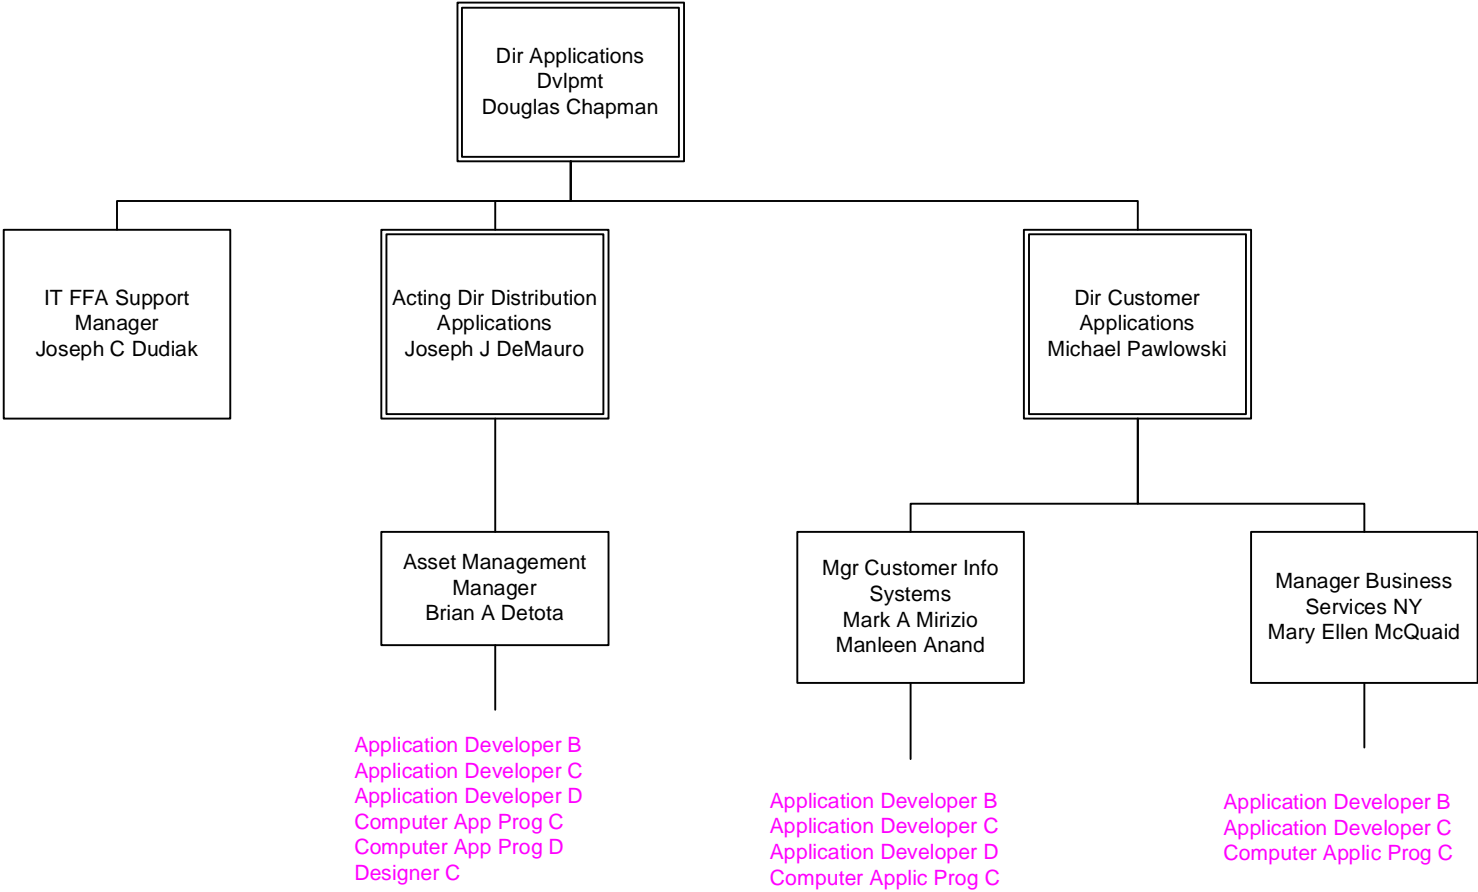 Dir Applications
Dvlpmt
Douglas Chapman
IT FFA Support
Manager
Joseph C Dudiak
Acting Dir Distribution
Applications
Joseph J DeMauro
Dir Customer
Applications
Michael Pawlowski
Asset Management
Manager
Brian A Detota
Mgr Customer Info
Systems
Mark A Mirizio
Manleen Anand
Manager Business
Services NY
Mary Ellen McQuaid
Application Developer B
Application Developer C
Application Developer D
Computer App Prog C
Computer App Prog D
Designer C
Application Developer B
Application Developer C
Application Developer D
Computer Applic Prog C
Application Developer B
Application Developer C
Computer Applic Prog C